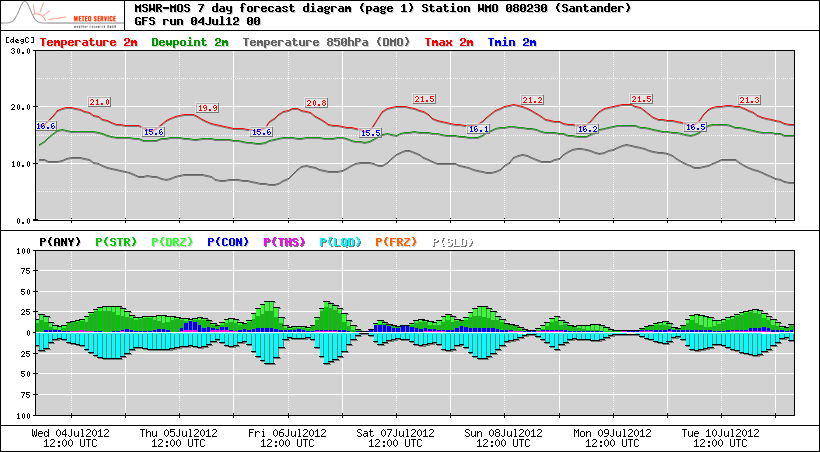 METEO SERVICE
weather research GmbH
MSWR-MOS 7 day forecast diagram (page 1) Station WMO 080230 (Santander)
GFS run 04Jul12 00
[degC] Temperature 2m Dewpoint 2m Temperature 850hPa (DMO) Tmax 2m Tmin 2m
30.0
20.0
10.0
0.0
21.0 19.9 20.8 21.5 21.2 21.5 21.3
16.6 15.6 15.6 15.5 16.1 16.2 16.5
P(ANY) P(STR) P(DRZ) P(CON) P(THS) P(LQD) P(FRZ) P(SLD)
100
75
50
25
0
25
50
75
100
Wed 04Jul2012 Thu 05Jul2012 Fri 06Jul2012 Sat 07Jul2012 Sun 08Jul2012 Mon 09Jul2012 Tue 10Jul2012
12:00 UTC 12:00 UTC 12:00 UTC 12:00 UTC 12:00 UTC 12:00 UTC 12:00 UTC